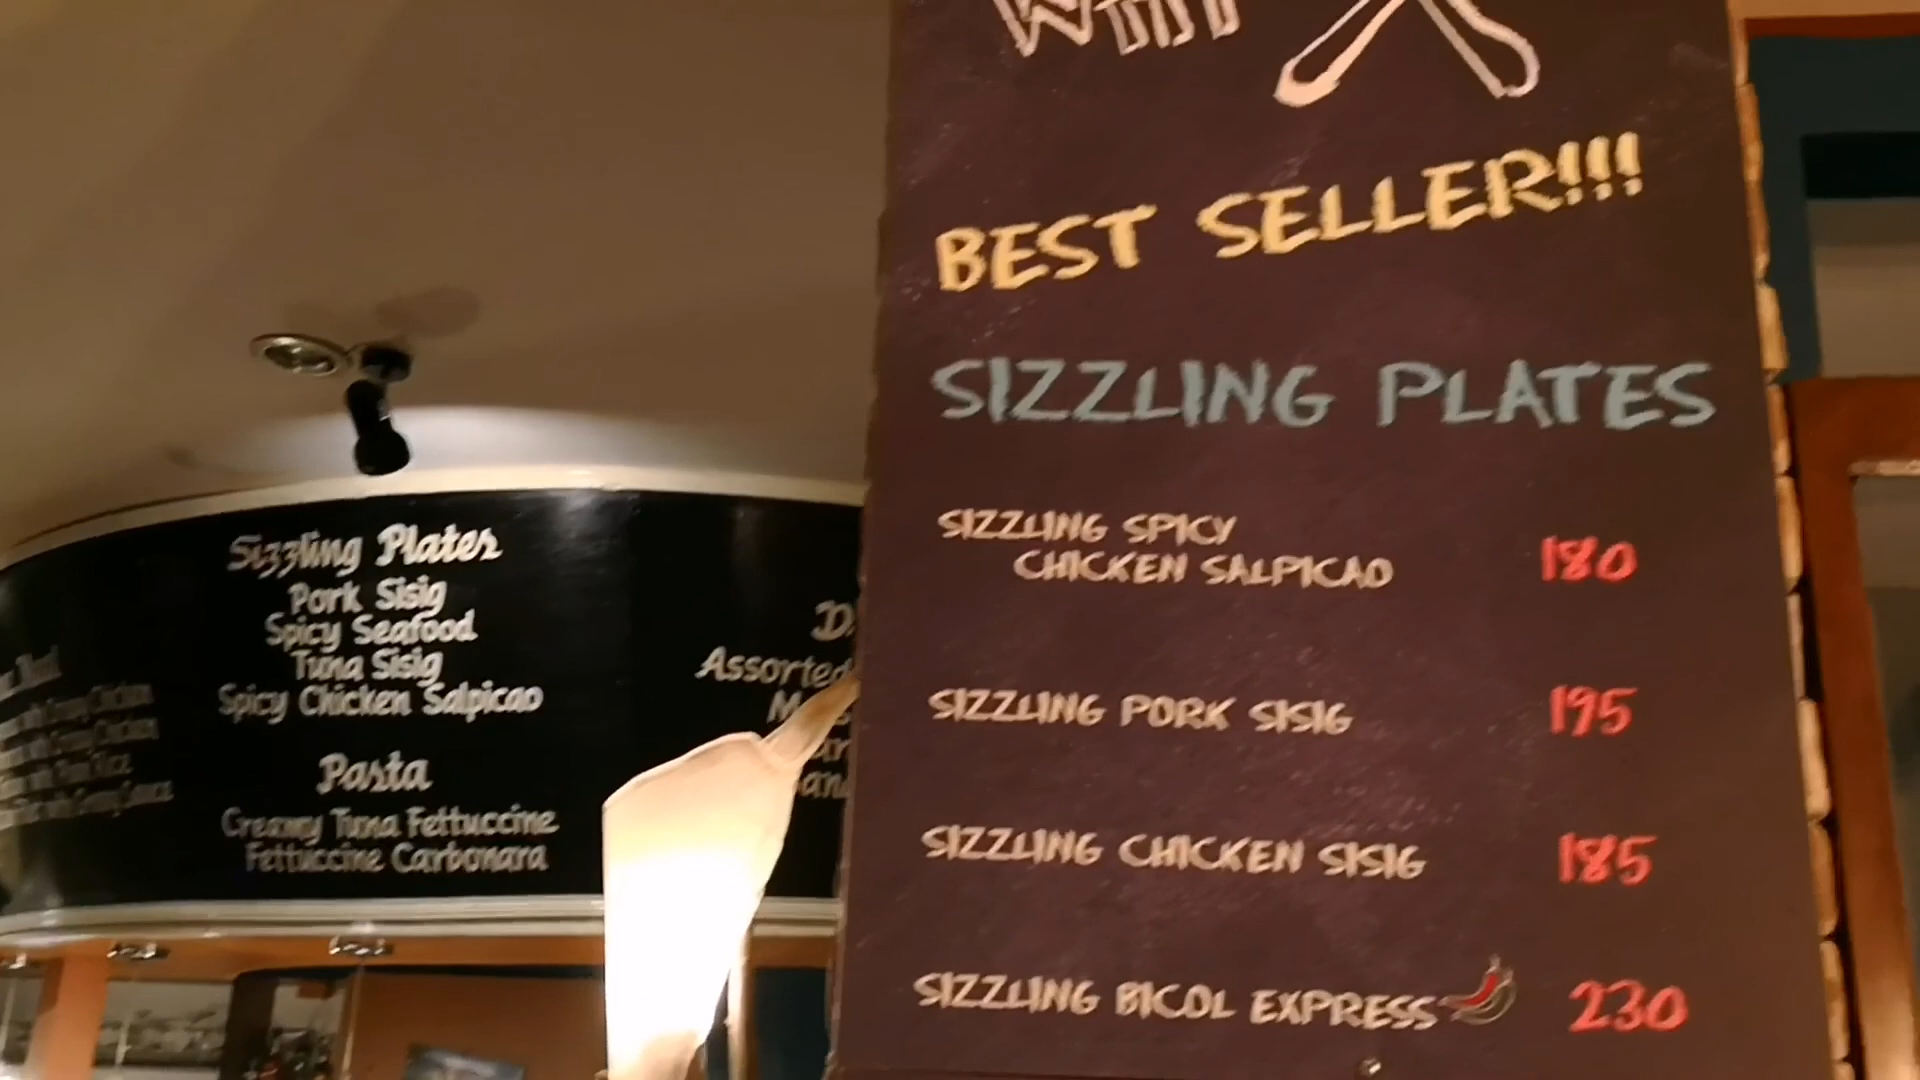 Sizzling Plates
Pork Sisig
Spicy Seafood
Tuna Sisig
Spicy Chicken Salpicao
Pasta
Creamy Tuna Fettuccine
Fettuccine Carbonara
Assorted
BEST SELLER!!!
SIZZLING PLATES
SIZZLING SPICY
CHICKEN SALPICAO 180
SIZZLING PORK SISIG 195
SIZZLING CHICKEN SISIG 185
SIZZLING BICOL EXPRESS 230